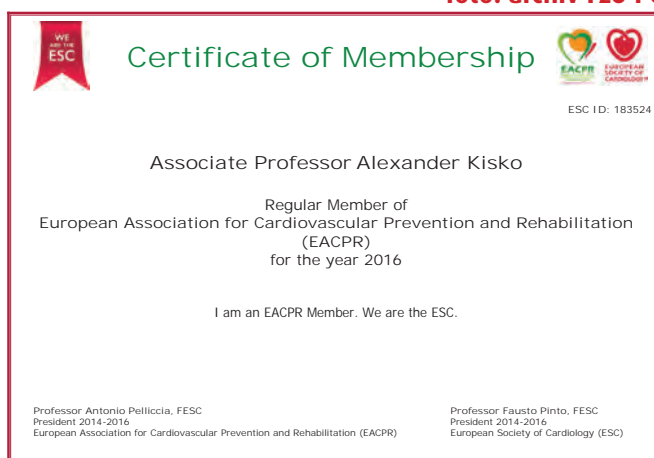 WE
ARE THE
ESC
Certificate of Membership
EACPR
EUROPEAN
SOCIETY OF
CARDIOLOGY®
ESC ID: 183524
Associate Professor Alexander Kisko
Regular Member of
European Association for Cardiovascular Prevention and Rehabilitation
(EACPR)
for the year 2016
I am an EACPR Member. We are the ESC.
Professor Antonio Pelliccia, FESC
President 2014-2016
European Association for Cardiovascular Prevention and Rehabilitation (EACPR)
Professor Fausto Pinto, FESC
President 2014-2016
European Society of Cardiology (ESC)